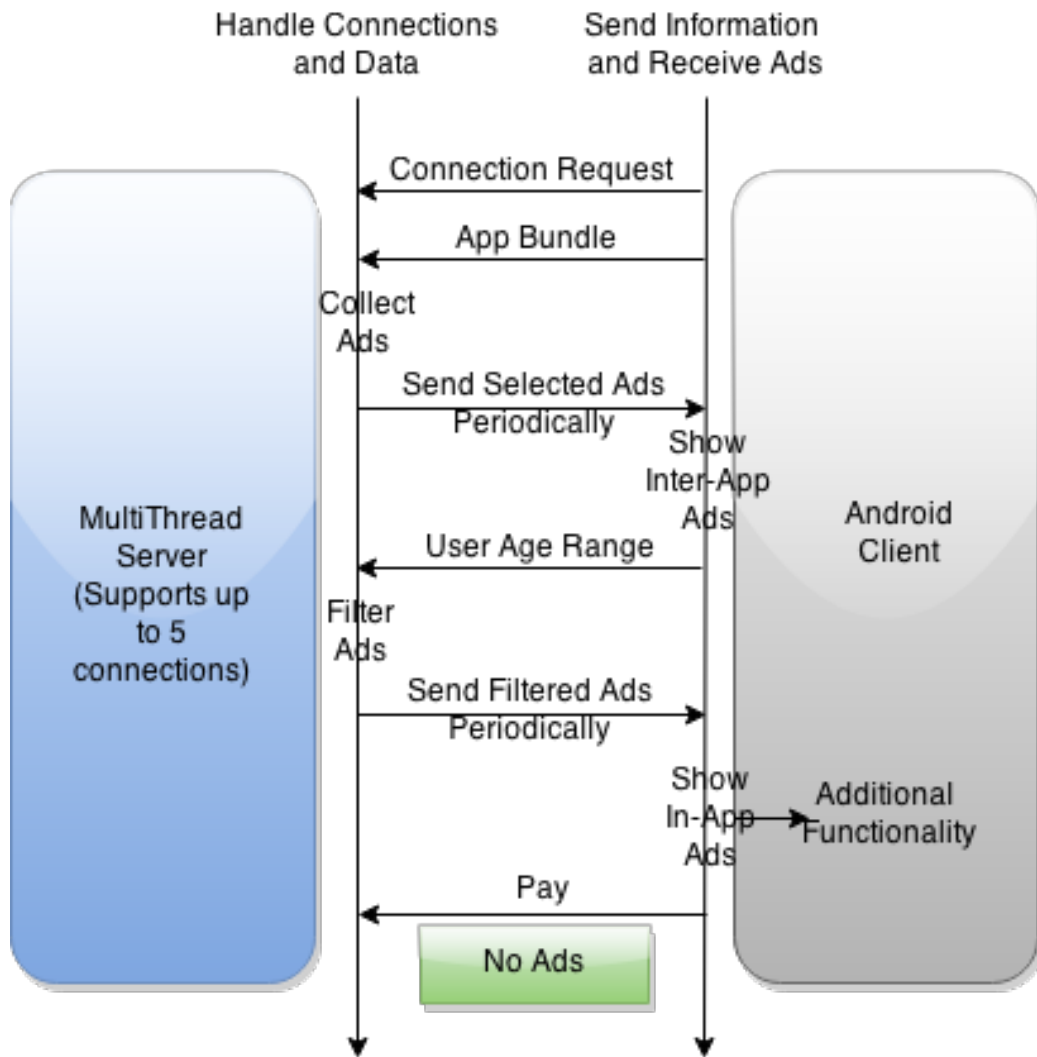 Handle Connections
and Data
Send Information
and Receive Ads
Connection Request
App Bundle
Collect
Ads
Send Selected Ads
Periodically
Show
Inter-App
Ads
MultiThread
Server
(Supports up
to 5
connections)
Android
Client
User Age Range
Filter
Ads
Send Filtered Ads
Periodically
Show
In-App
Ads
Additional
Functionality
Pay
No Ads